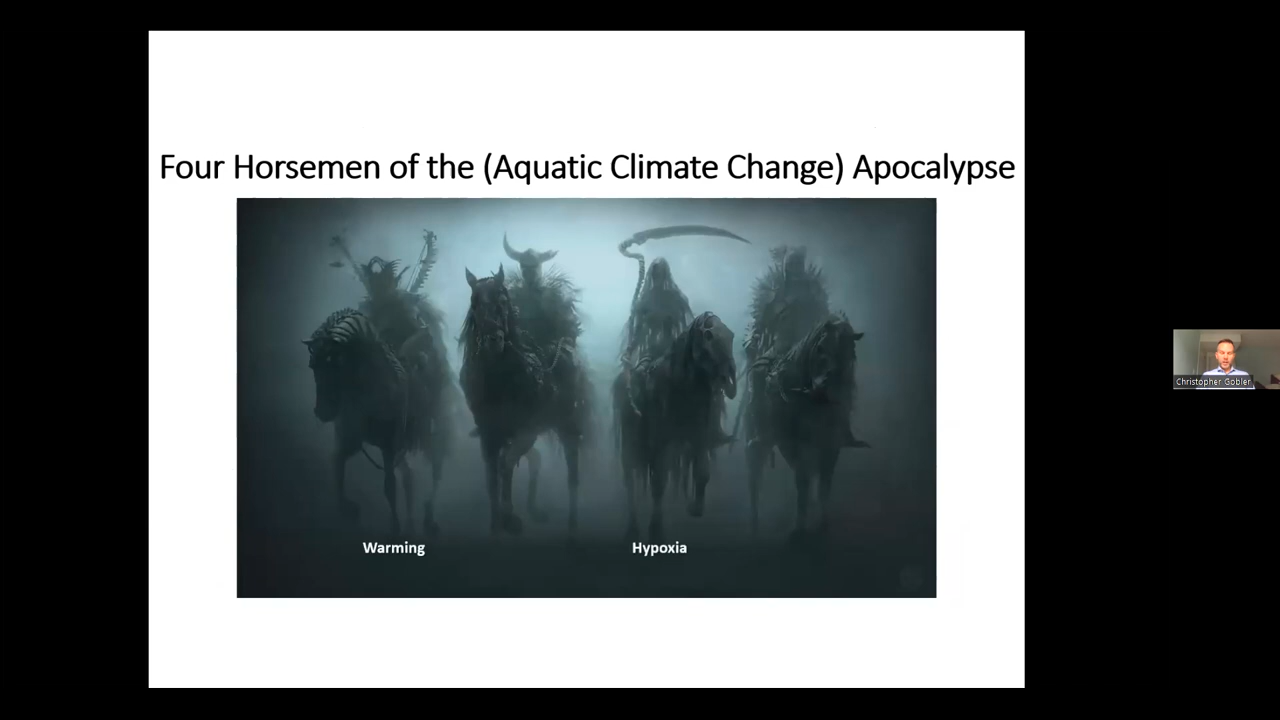 Four Horsemen of the (Aquatic Climate Change) Apocalypse
Warming
Hypoxia
Christopher Gobler